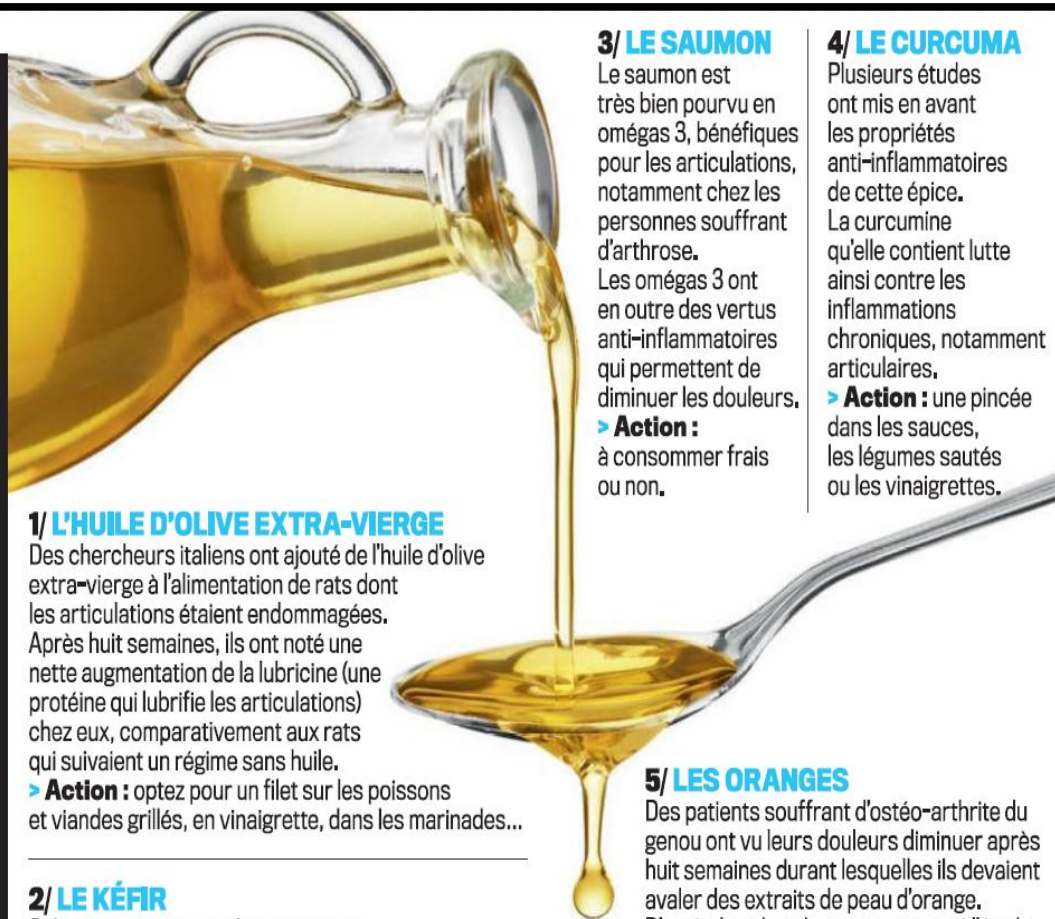 1/ L'HUILE D'OLIVE EXTRA-VIERGE
Des chercheurs italiens ont ajouté de l'huile d'olive
extra-vierge à l'alimentation de rats dont
les articulations étaient endommagées.
Après huit semaines, ils ont noté une
nette augmentation de la lubricine (une
protéine qui lubrifie les articulations)
chez eux, comparativement aux rats
qui suivaient un régime sans huile.
> Action : optez pour un filet sur les poissons
et viandes grillés, en vinaigrette, dans les marinades...
2/ LE KÉFIR
3/ LE SAUMON
Le saumon est
très bien pourvu en
omégas 3, bénéfiques
pour les articulations,
notamment chez les
personnes souffrant
d'arthrose.
Les omégas 3 ont
en outre des vertus
anti-inflammatoires
qui permettent de
diminuer les douleurs.
> Action :
à consommer frais
ou non.
4/ LE CURCUMA
Plusieurs études
ont mis en avant
les propriétés
anti-inflammatoires
de cette épice.
La curcumine
qu'elle contient lutte
ainsi contre les
inflammations
chroniques, notamment
articulaires.
> Action : une pincée
dans les sauces,
les légumes sautés
ou les vinaigrettes.
5/ LES ORANGES
Des patients souffrant d'ostéo-arthrite du
genou ont vu leurs douleurs diminuer après
huit semaines durant lesquelles ils devaient
avaler des extraits de peau d'orange.